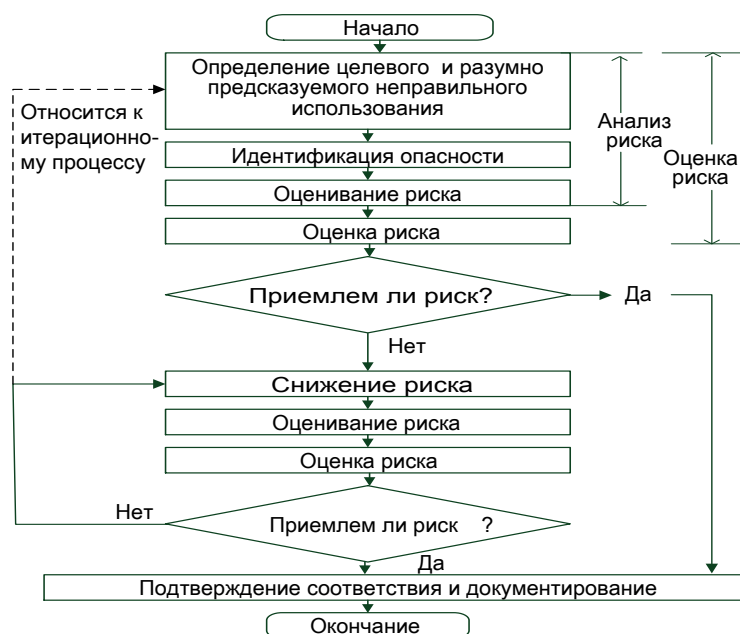 Начало
Определение целевого и разумно
предсказуемого неправильного
использования
Относится к
итерационно-
му процессу
Анализ
риска
Оценка
риска
Идентификация опасности
Оценивание риска
Оценка риска
Приемлем ли риск?
Да
Нет
Снижение риска
Оценивание риска
Оценка риска
Нет
Приемлем ли риск ?
Да
Подтверждение соответствия и документирование
Окончание